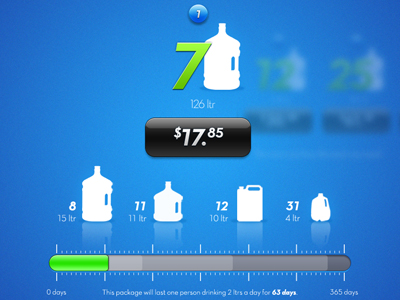 7
7
12
25
126 ltr
$17.85
8
11
12
31
15 ltr
11 ltr
10 ltr
4 ltr
0 days
This package will last one person drinking 2 ltrs a day for 63 days.
365 days